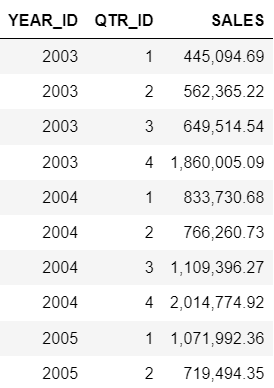 YEAR_ID QTR_ID SALES
2003 1 445,094.69
2003 2 562,365.22
2003 3 649,514.54
2003 4 1,860,005.09
2004 1 833,730.68
2004 2 766,260.73
2004 3 1,109,396.27
2004 4 2,014,774.92
2005 1 1,071,992.36
2005 2 719,494.35